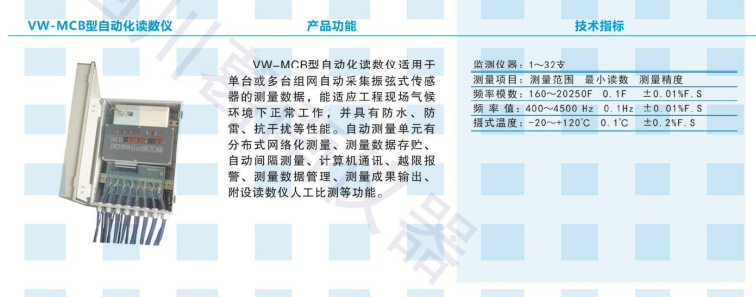 VW-MCB型自动化读数仪
产品功能
技术指标
VW-MCB型自动化读数仪适用于
单台或多台组网自动采集振弦式传感
器的测量数据，能适应工程现场气候
环境下正常工作，并具有防水、防
雷、抗干扰等性能。自动测量单元有
分布式网络化测量、测量数据存贮、
自动间隔测量、计算机通讯、越限报
警、测量数据管理、测量成果输出、
附设读数仪人工比测等功能。
监测仪器：1～32支
测量项目：测量范围 最小读数 测量精度
频率模数：160～20250F 0.1F ±0.01%F.S
频 率 值：400～4500 Hz 0.1Hz ±0.01%F.S
摄式温度：-20～+120℃ 0.1℃ ±0.2%F.S